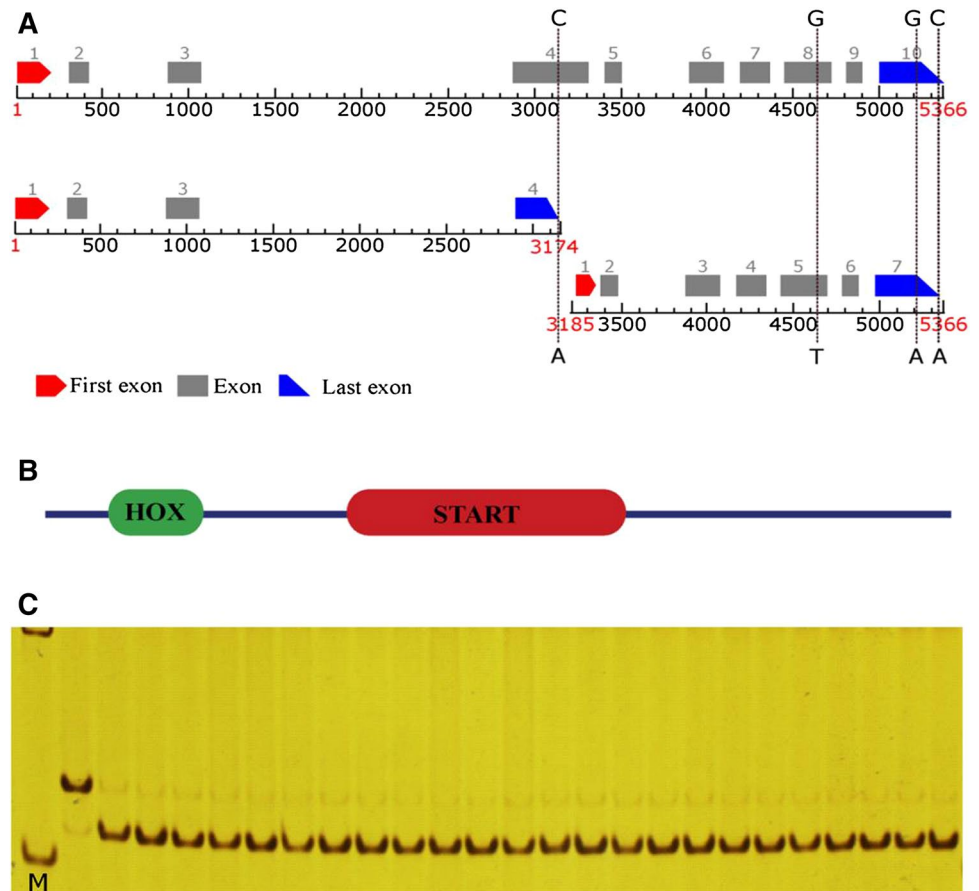 A
C G G C
1 2 3 4 5 6 7 8 9 10
1 500 1000 1500 2000 2500 3000 3500 4000 4500 5000 5366
1 2 3 4
1 500 1000 1500 2000 2500 3174
1 2 3 4 5 6 7
3185 3500 4000 4500 5000 5366
A T A A
First exon Exon Last exon
B
HOX START
C
M